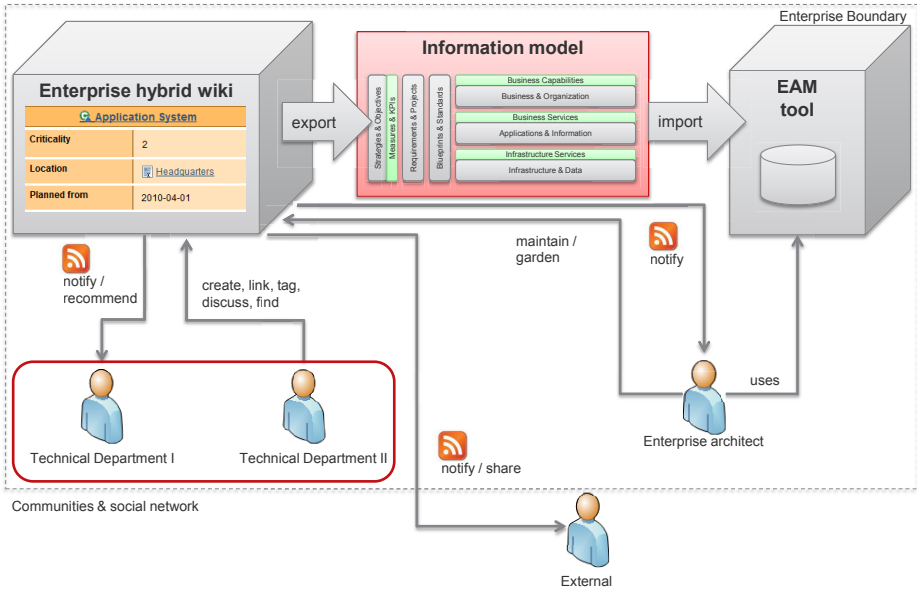 Enterprise Boundary
Information model
Enterprise hybrid wiki
Application System
Criticality
2
Location
Headquarters
Planned from
2010-04-01
export
Strategies & Objectives
Measures & KPIs
Requirements & Projects
Blueprints & Standards
Business Capabilities
Business & Organization
Business Services
Applications & Information
Infrastructure Services
Infrastructure & Data
import
EAM
tool
notify /
recommend
create, link, tag,
discuss, find
maintain /
garden
notify
uses
Technical Department I
Technical Department II
Enterprise architect
notify / share
Communities & social network
External